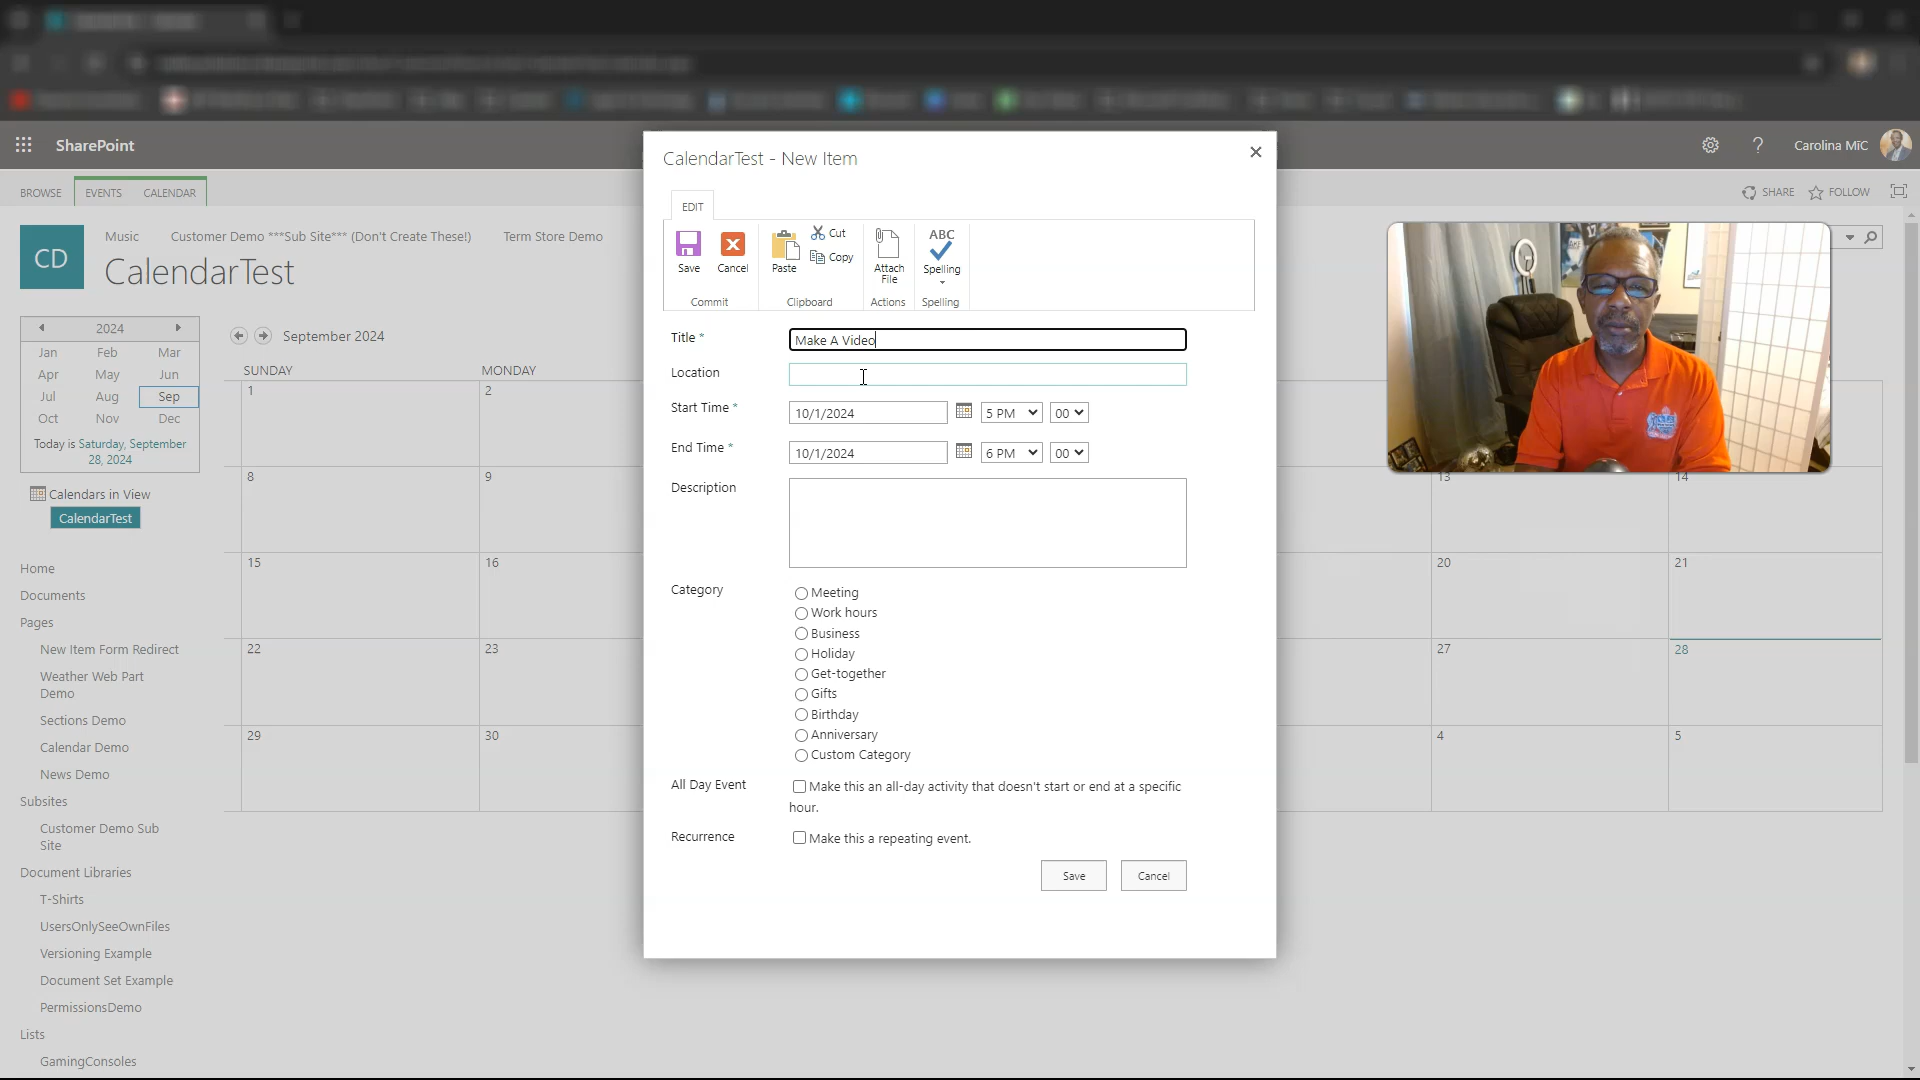 SharePoint
Carolina MiC
BROWSE
EVENTS
CALENDAR
SHARE
FOLLOW
CD
Music
Customer Demo ***Sub Site*** (Don't Create These!)
Term Store Demo
CalendarTest
2024
Jan Feb Mar
Apr May Jun
Jul Aug Sep
Oct Nov Dec
Today is Saturday, September
28, 2024
Calendars in View
CalendarTest
Home
Documents
Pages
New Item Form Redirect
Weather Web Part
Demo
Sections Demo
Calendar Demo
News Demo
Subsites
Customer Demo Sub
Site
Document Libraries
T-Shirts
UsersOnlySeeOwnFiles
Versioning Example
Document Set Example
PermissionsDemo
Lists
GamingConsoles
September 2024
SUNDAY MONDAY
1 2
8 9 13 14
15 16 20 21
22 23 27 28
29 30 4 5
CalendarTest - New Item
EDIT
Save
Cancel
Commit
Paste
Cut
Copy
Clipboard
Attach
File
Actions
ABC
Spelling
Spelling
Title *
Make A Video
Location
Start Time *
10/1/2024 5 PM 00
End Time *
10/1/2024 6 PM 00
Description
Category
Meeting
Work hours
Business
Holiday
Get-together
Gifts
Birthday
Anniversary
Custom Category
All Day Event
Make this an all-day activity that doesn't start or end at a specific
hour.
Recurrence
Make this a repeating event.
Save
Cancel